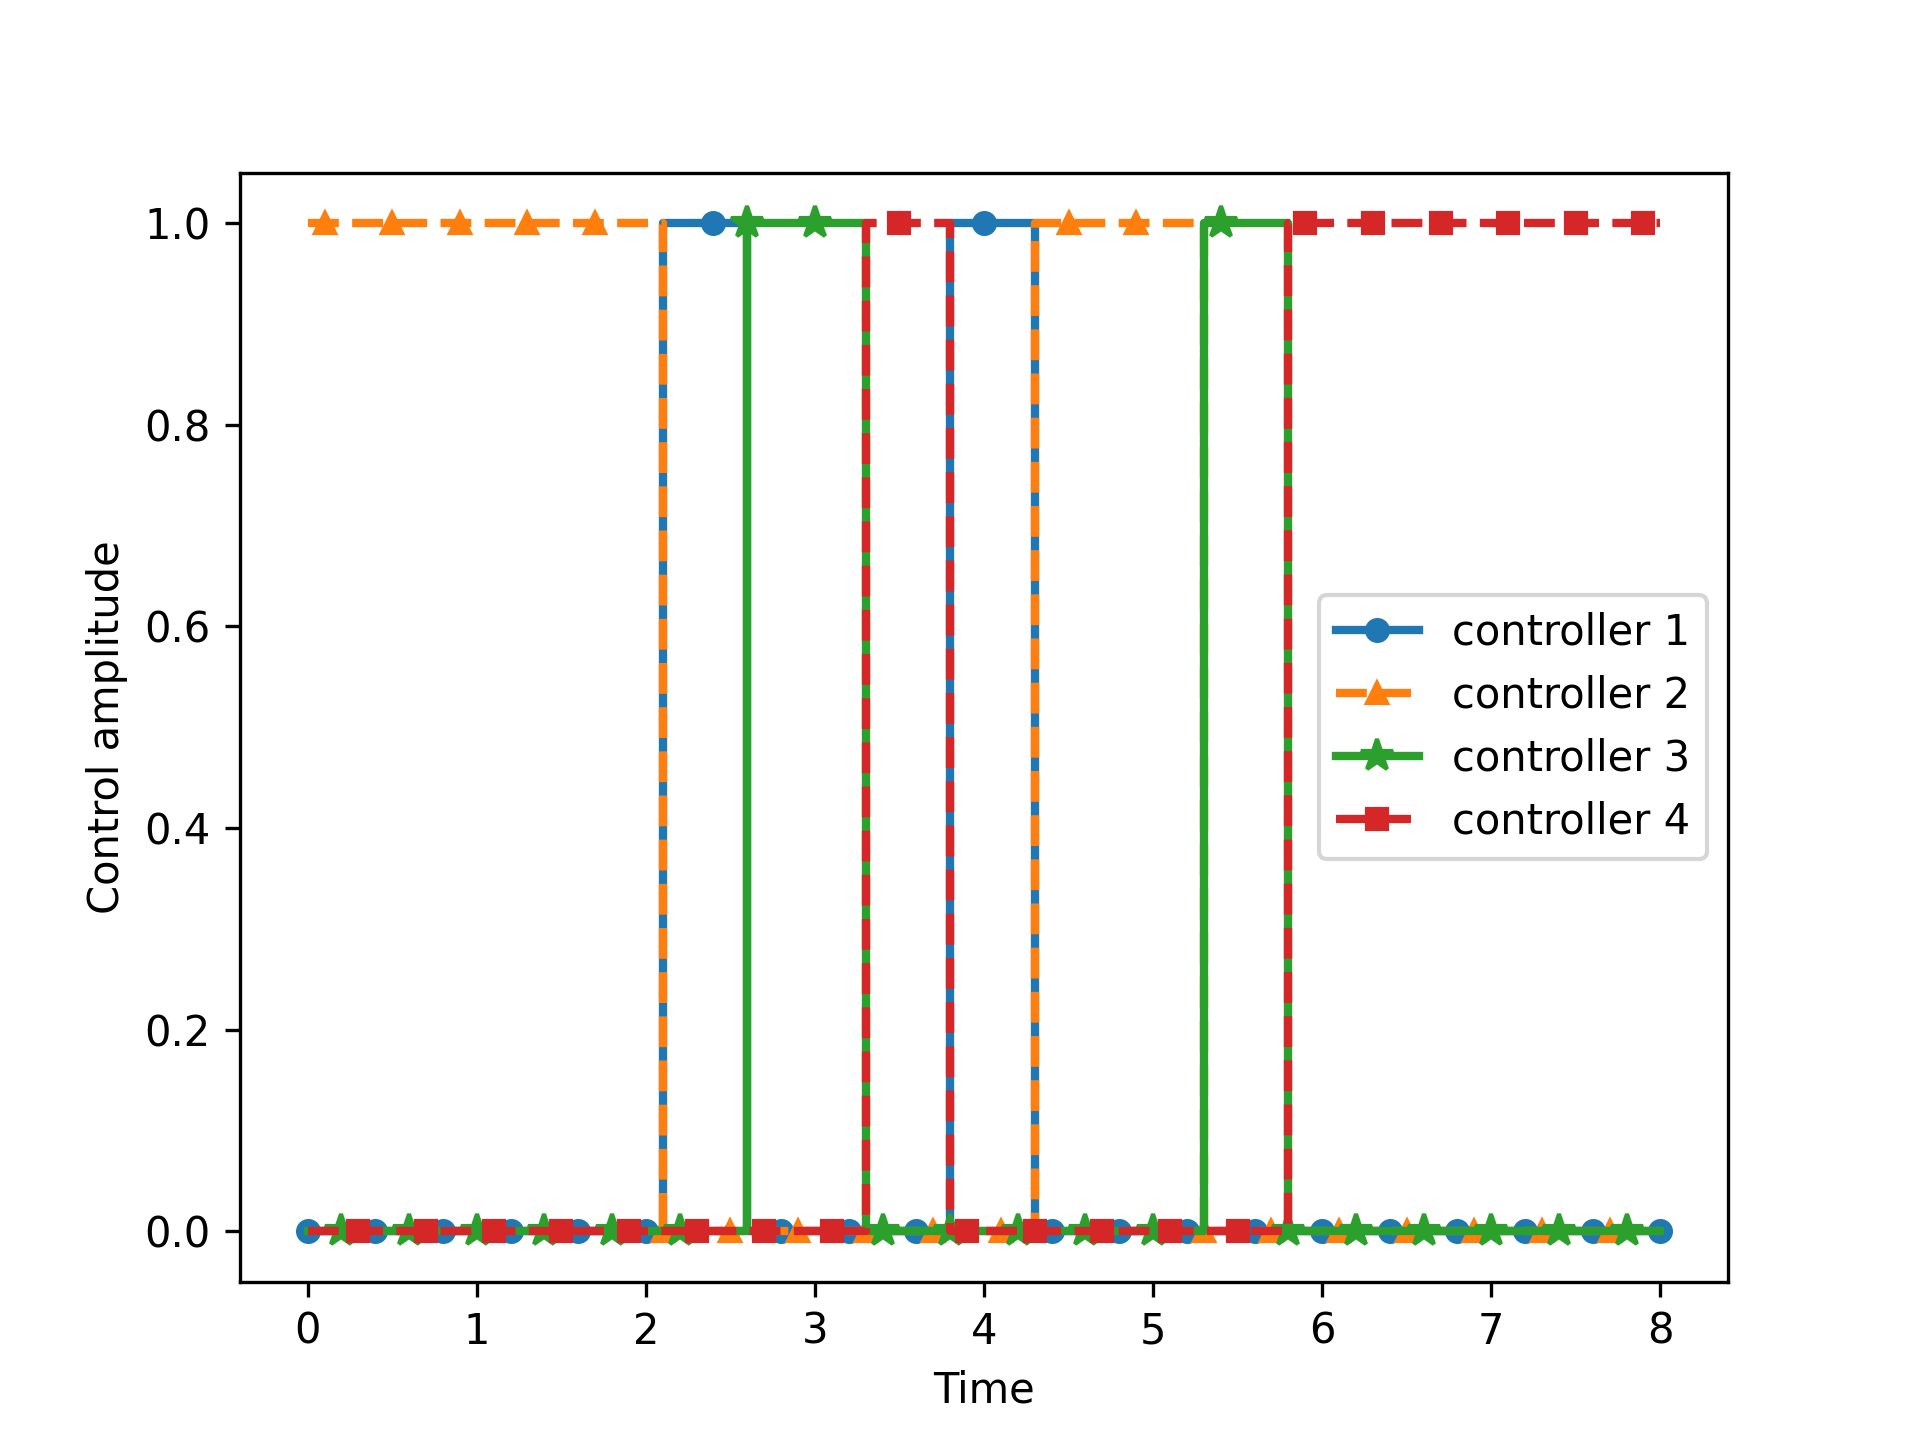 1.0
0.8
0.6
0.4
0.2
0.0
Control amplitude
controller 1
controller 2
controller 3
controller 4
0 1 2 3 4 5 6 7 8
Time